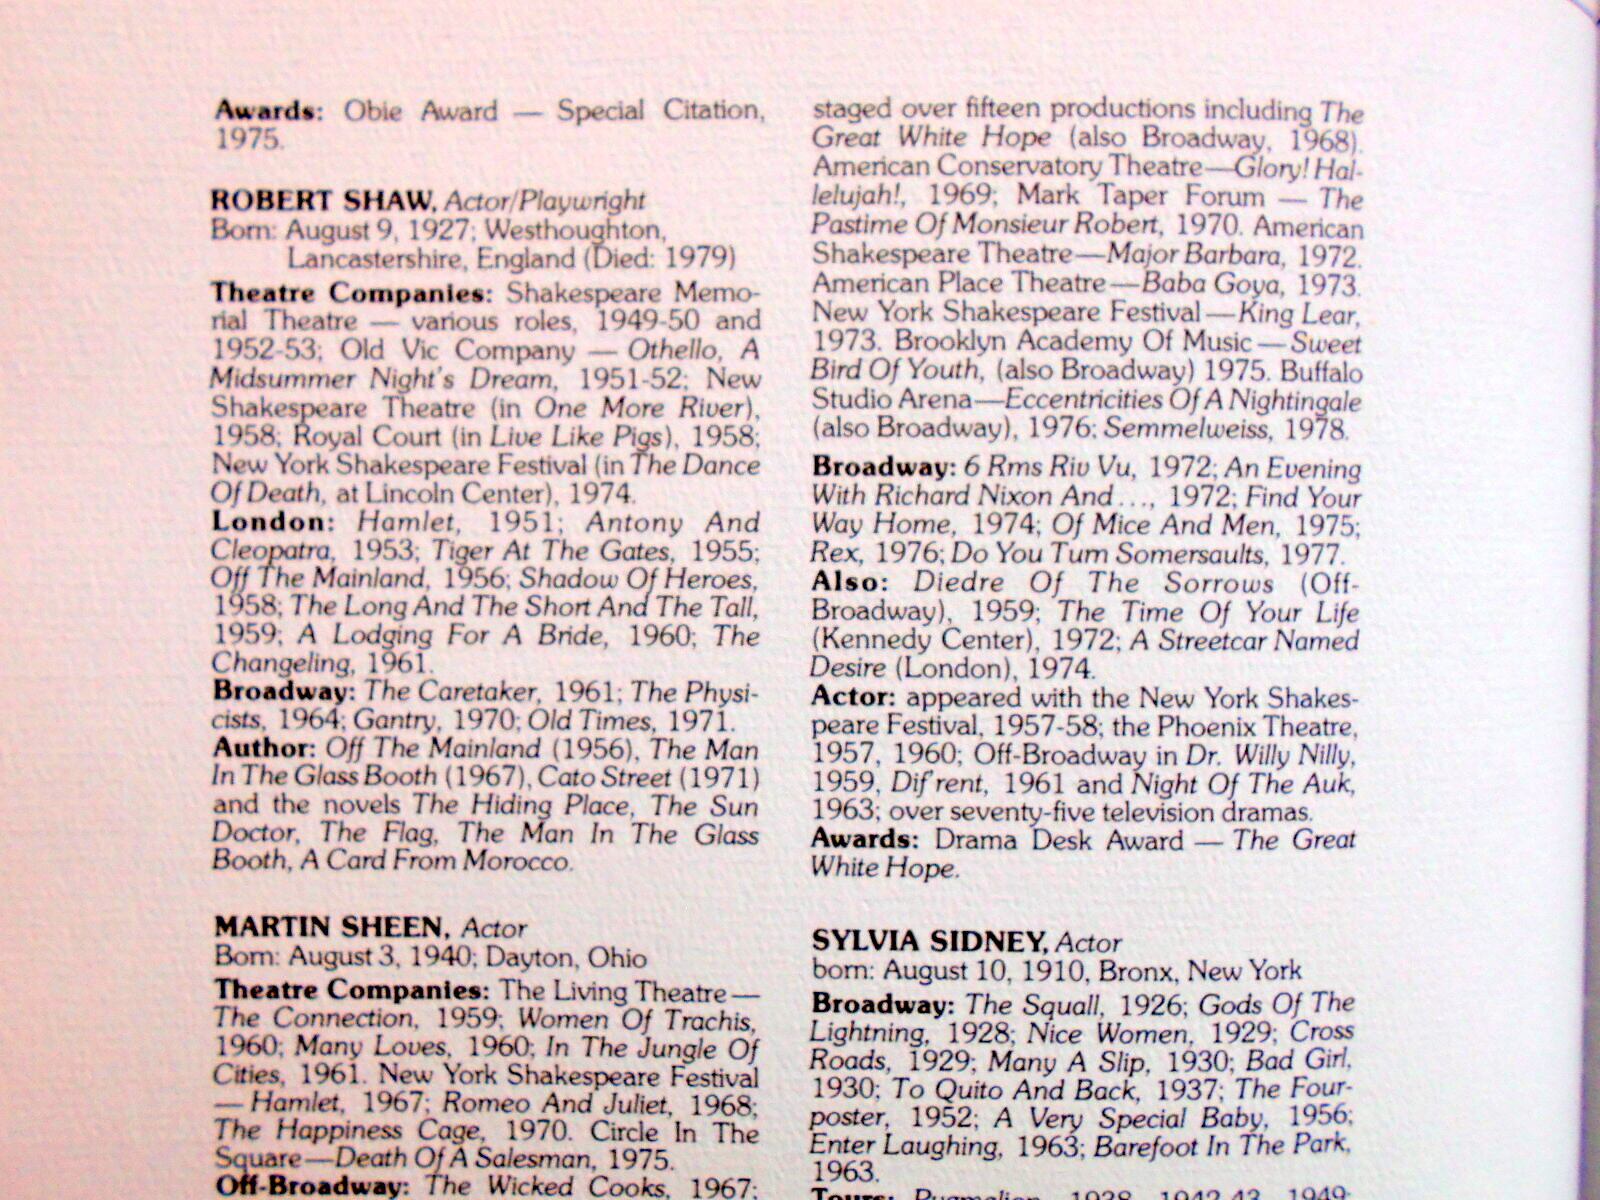 Awards: Obie Award — Special Citation,
1975.
ROBERT SHAW, Actor/Playwright
Born: August 9, 1927; Westhoughton,
Lancastershire, England (Died: 1979)
Theatre Companies: Shakespeare Memo-
rial Theatre — various roles, 1949-50 and
1952-53; Old Vic Company — Othello, A
Midsummer Night's Dream, 1951-52; New
Shakespeare Theatre (in One More River),
1958; Royal Court (in Live Like Pigs), 1958;
New York Shakespeare Festival (in The Dance
Of Death, at Lincoln Center), 1974.
London: Hamlet, 1951; Antony And
Cleopatra, 1953; Tiger At The Gates, 1955;
Off The Mainland, 1956; Shadow Of Heroes,
1958; The Long And The Short And The Tall,
1959; A Lodging For A Bride, 1960; The
Changeling, 1961.
Broadway: The Caretaker, 1961; The Physi-
cists, 1964; Gantry, 1970; Old Times, 1971.
Author: Off The Mainland (1956), The Man
In The Glass Booth (1967), Cato Street (1971)
and the novels The Hiding Place, The Sun
Doctor, The Flag, The Man In The Glass
Booth, A Card From Morocco.
MARTIN SHEEN, Actor
Born: August 3, 1940; Dayton, Ohio
Theatre Companies: The Living Theatre—
The Connection, 1959; Women Of Trachis,
1960; Many Loves, 1960; In The Jungle Of
Cities, 1961. New York Shakespeare Festival
— Hamlet, 1967; Romeo And Juliet, 1968;
The Happiness Cage, 1970. Circle In The
Square—Death Of A Salesman, 1975.
Off-Broadway: The Wicked Cooks, 1967;
staged over fifteen productions including The
Great White Hope (also Broadway, 1968).
American Conservatory Theatre—Glory! Hal-
lelujah!, 1969; Mark Taper Forum — The
Pastime Of Monsieur Robert, 1970. American
Shakespeare Theatre—Major Barbara, 1972.
American Place Theatre—Baba Goya, 1973.
New York Shakespeare Festival—King Lear,
1973. Brooklyn Academy Of Music—Sweet
Bird Of Youth, (also Broadway) 1975. Buffalo
Studio Arena—Eccentricities Of A Nightingale
(also Broadway), 1976; Semmelweiss, 1978.
Broadway: 6 Rms Riv Vu, 1972; An Evening
With Richard Nixon And..., 1972; Find Your
Way Home, 1974; Of Mice And Men, 1975;
Rex, 1976; Do You Turn Somersaults, 1977.
Also: Diedre Of The Sorrows (Off-
Broadway), 1959; The Time Of Your Life
(Kennedy Center), 1972; A Streetcar Named
Desire (London), 1974.
Actor: appeared with the New York Shakes-
peare Festival, 1957-58; the Phoenix Theatre,
1957, 1960; Off-Broadway in Dr. Willy Nilly,
1959, Dif'rent, 1961 and Night Of The Auk,
1963; over seventy-five television dramas.
Awards: Drama Desk Award — The Great
White Hope.
SYLVIA SIDNEY, Actor
born: August 10, 1910, Bronx, New York
Broadway: The Squall, 1926; Gods Of The
Lightning, 1928; Nice Women, 1929; Cross
Roads, 1929; Many A Slip, 1930; Bad Girl,
1930; To Quito And Back, 1937; The Four-
poster, 1952; A Very Special Baby, 1956;
Enter Laughing, 1963; Barefoot In The Park,
1963.
Tours: Pygmalion, 1938, 1942-43, 1949;